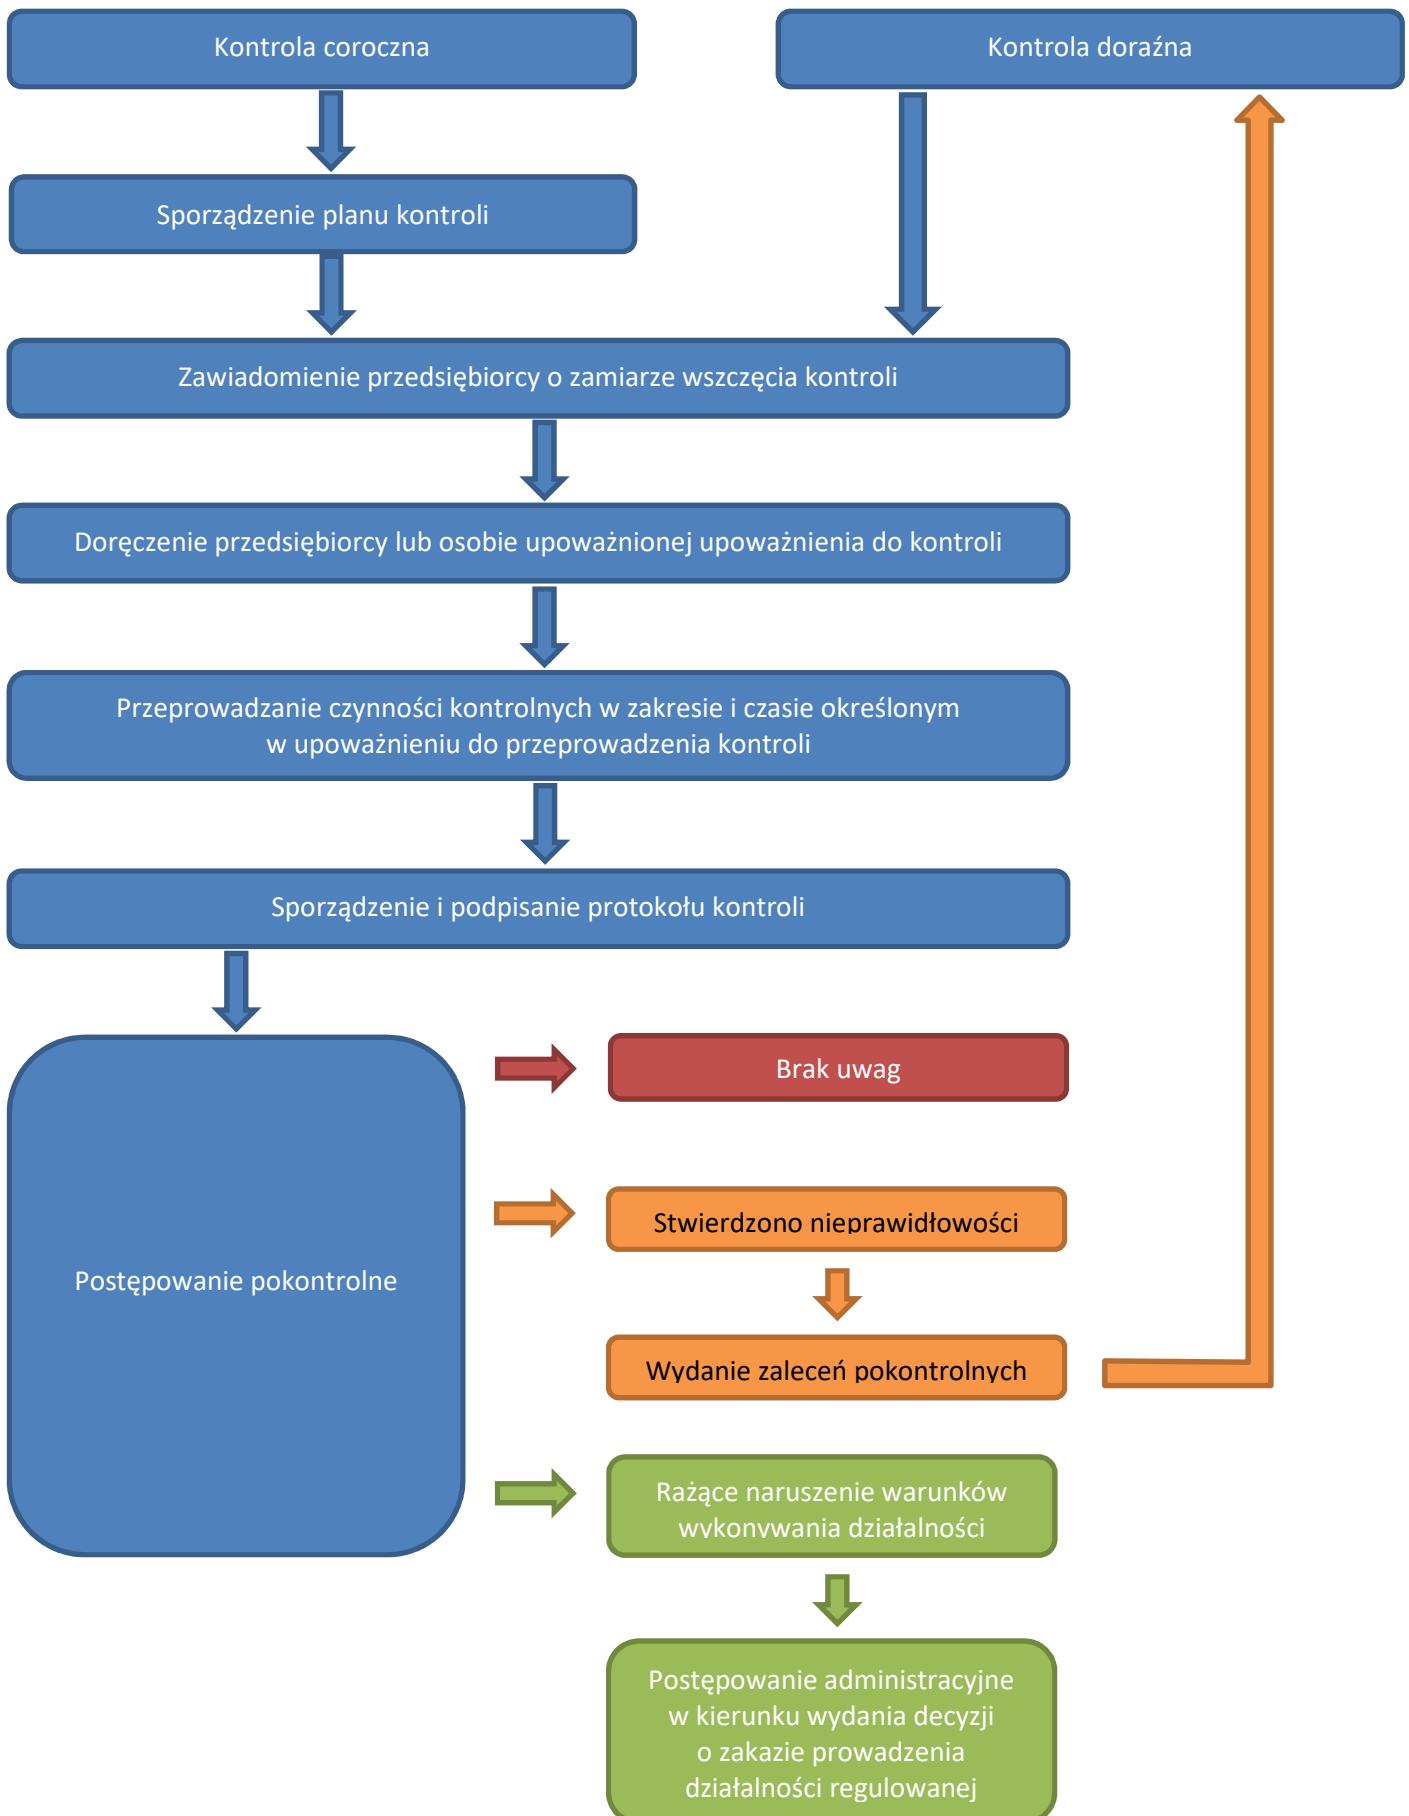 Kontrola coroczna
Kontrola doraźna
Sporządzenie planu kontroli
Zawiadomienie przedsiębiorcy o zamiarze wszczęcia kontroli
Doręczenie przedsiębiorcy lub osobie upoważnionej upoważnienia do kontroli
Przeprowadzanie czynności kontrolnych w zakresie i czasie określonym
w upoważnieniu do przeprowadzenia kontroli
Sporządzenie i podpisanie protokołu kontroli
Postępowanie pokontrolne
Brak uwag
Stwierdzono nieprawidłowości
Wydanie zaleceń pokontrolnych
Rażące naruszenie warunków
wykonywania działalności
Postępowanie administracyjne
w kierunku wydania decyzji
o zakazie prowadzenia
działalności regulowanej